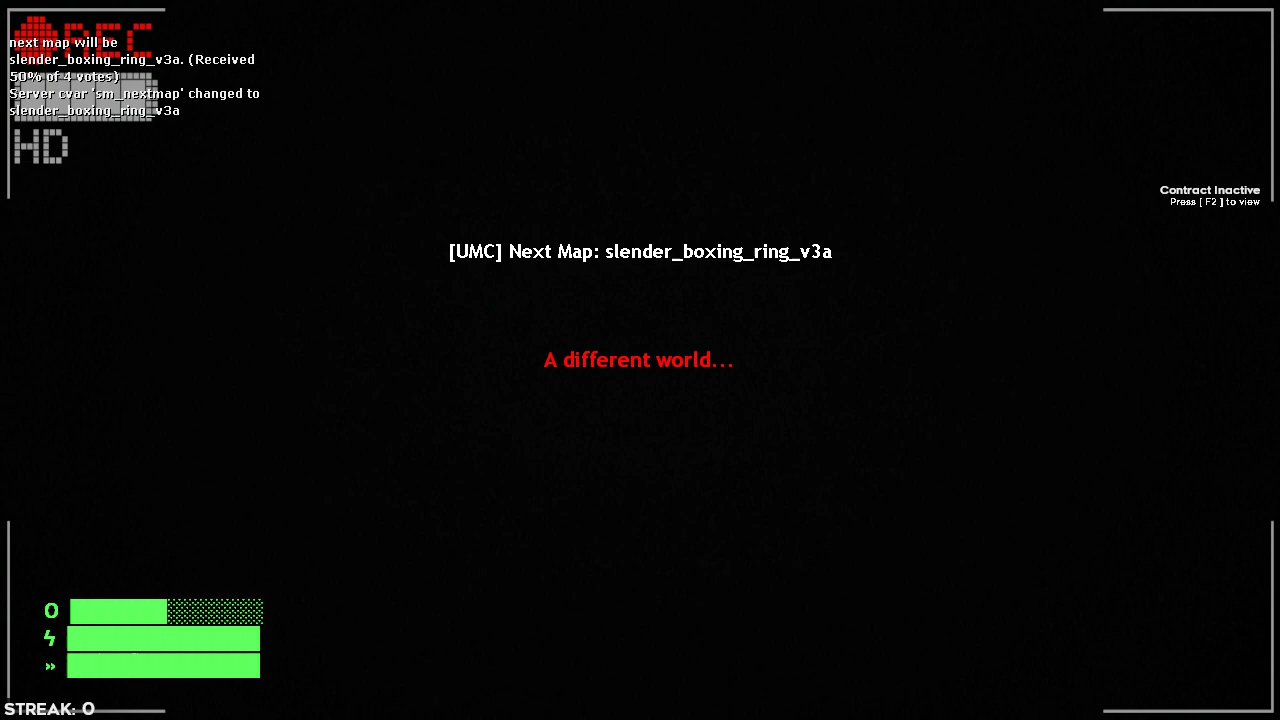 REC
next map will be
slender_boxing_ring_v3a. (Received
50% of 4 votes)
Server cvar 'sm_nextmap' changed to
slender_boxing_ring_v3a
HD
Contract Inactive
Press [ F2 ] to view
[UMC] Next Map: slender_boxing_ring_v3a
A different world...
STREAK: 0